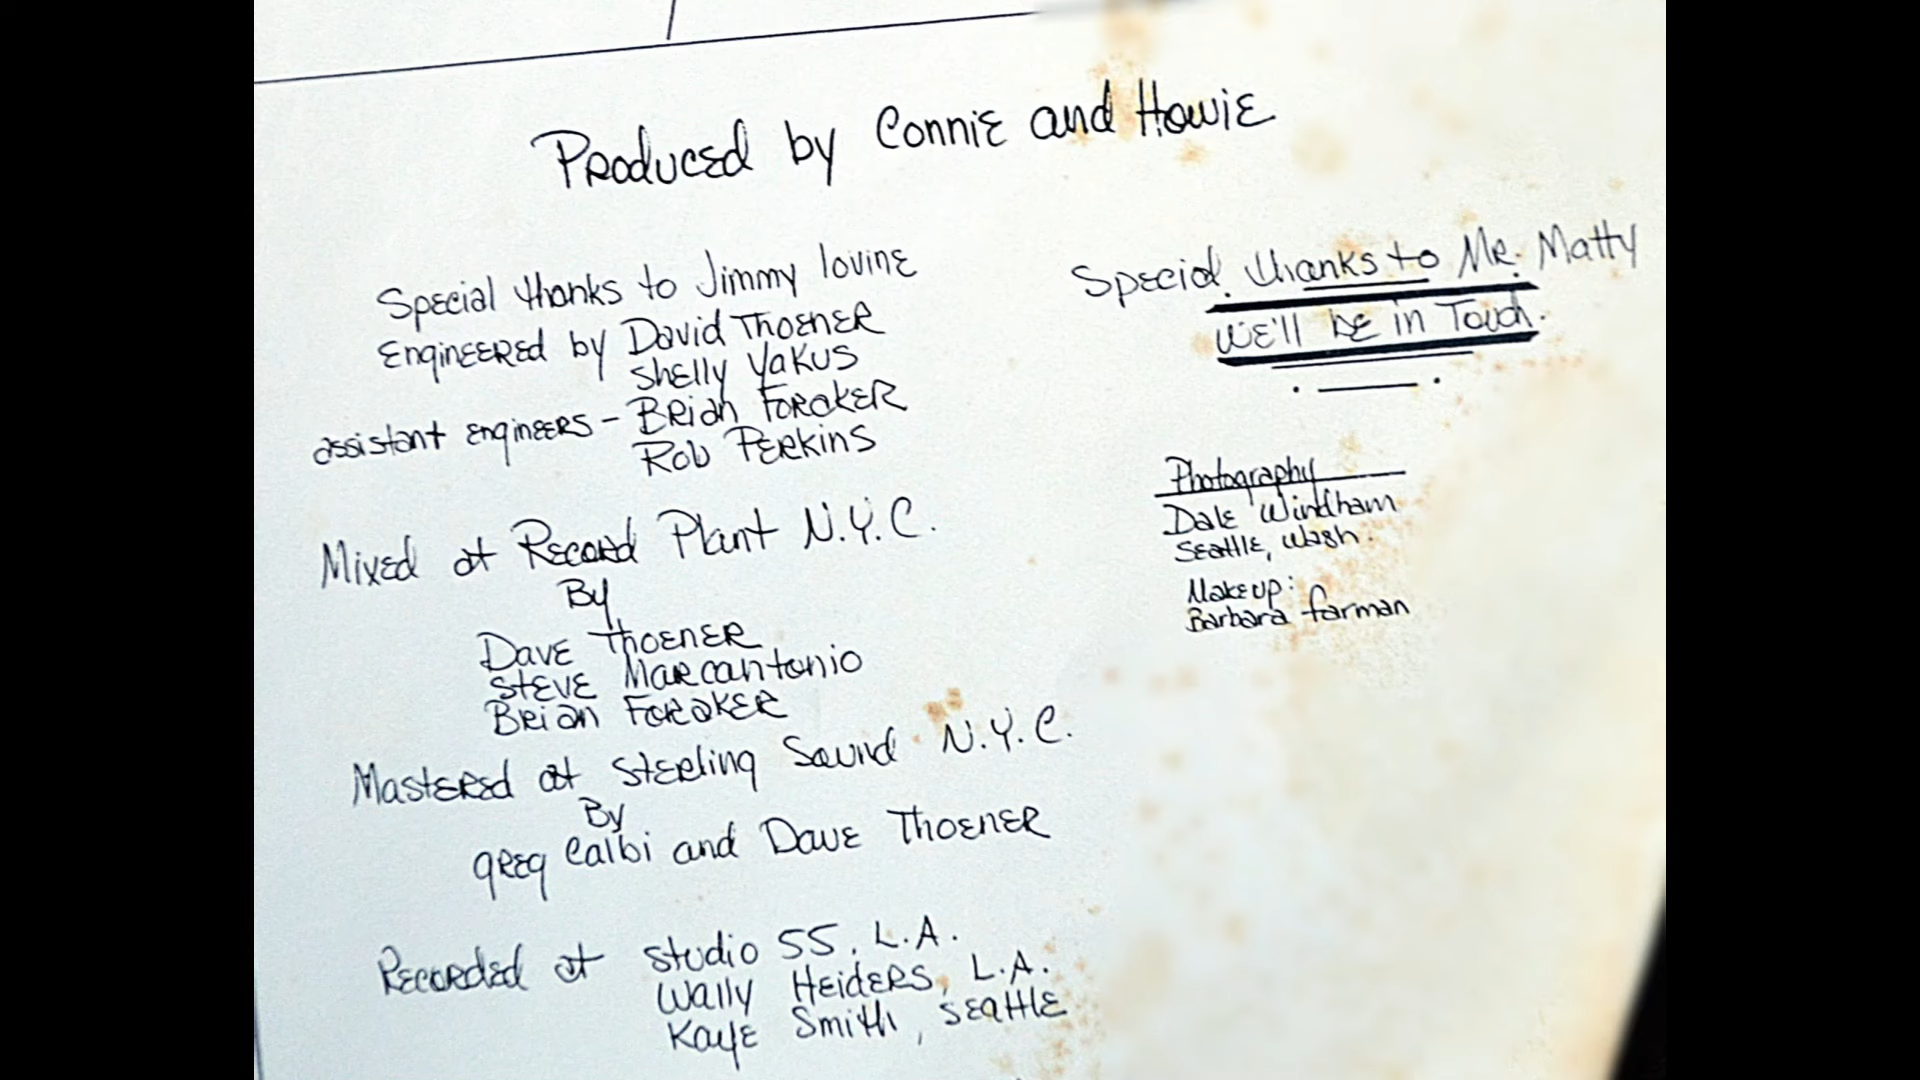 Produced by Connie and Howie
Special thanks to Jimmy Iovine
Engineered by David Thoener
Shelly Yakus
assistant engineers - Brian Foraker
Rob Perkins
Mixed at Record Plant N.Y.C.
By
Dave Thoener
Steve Marcantonio
Brian Foraker
Mastered at Sterling Sound N.Y.C.
By
Greg Calbi and Dave Thoener
Recorded at Studio 55, L.A.
Wally Heiders, L.A.
Kaye Smith, Seattle
Special thanks to Mr. Matty
We'll be in Touch.
Photography
Dale Windham
Seattle, Wash.
Makeup:
Barbara Farman